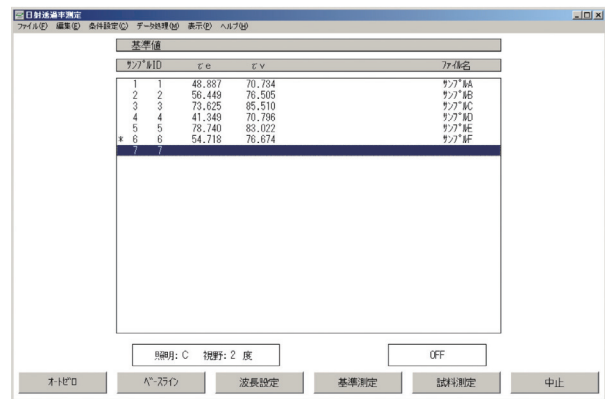 日射透過率測定
ファイル(F) 編集(E) 条件設定(C) データ処理(M) 表示(P) ヘルプ(H)
基準値
ｻﾝﾌﾟﾙID τe τv ﾌｧｲﾙ名
1 1 48.887 70.734 ｻﾝﾌﾟﾙA
2 2 56.449 76.505 ｻﾝﾌﾟﾙB
3 3 73.625 85.510 ｻﾝﾌﾟﾙC
4 4 41.349 70.796 ｻﾝﾌﾟﾙD
5 5 78.740 83.022 ｻﾝﾌﾟﾙE
* 6 6 54.718 76.674 ｻﾝﾌﾟﾙF
7 7
照明: C 視野: 2 度 OFF
ｵｰﾄｾﾞﾛ ﾍﾞｰｽﾗｲﾝ 波長設定 基準測定 試料測定 中止